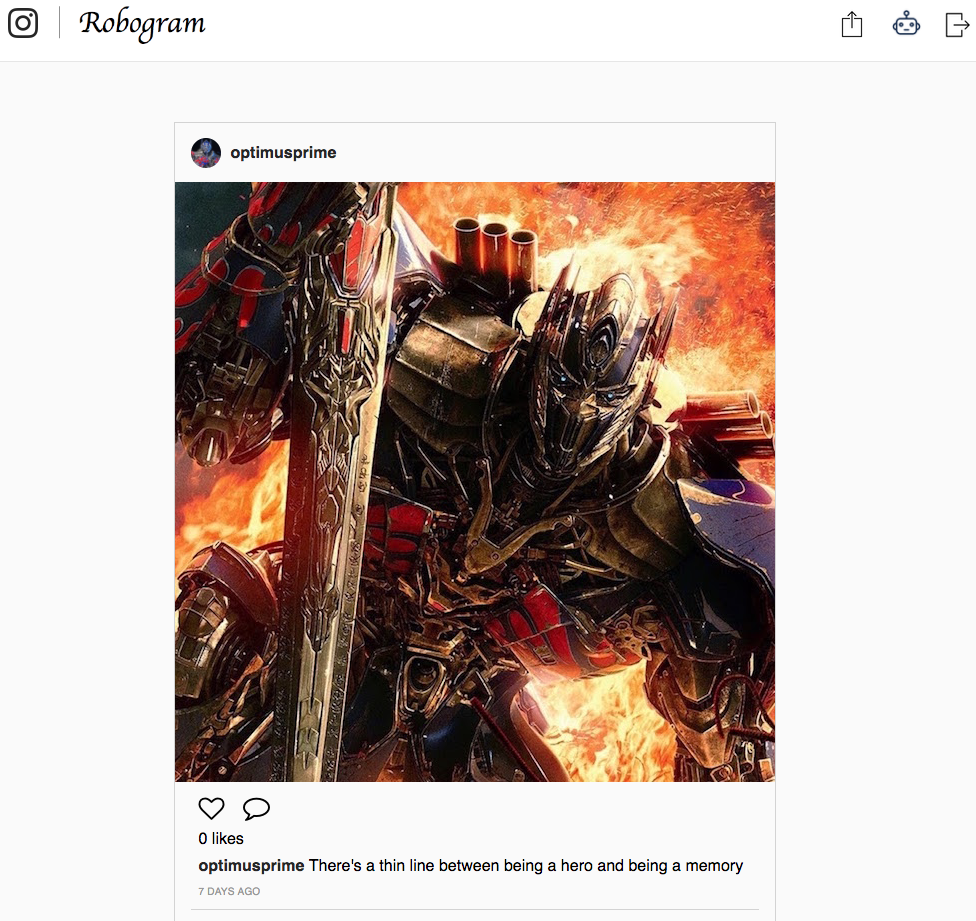 Robogram
optimusprime
0 likes
optimusprime There's a thin line between being a hero and being a memory
7 DAYS AGO